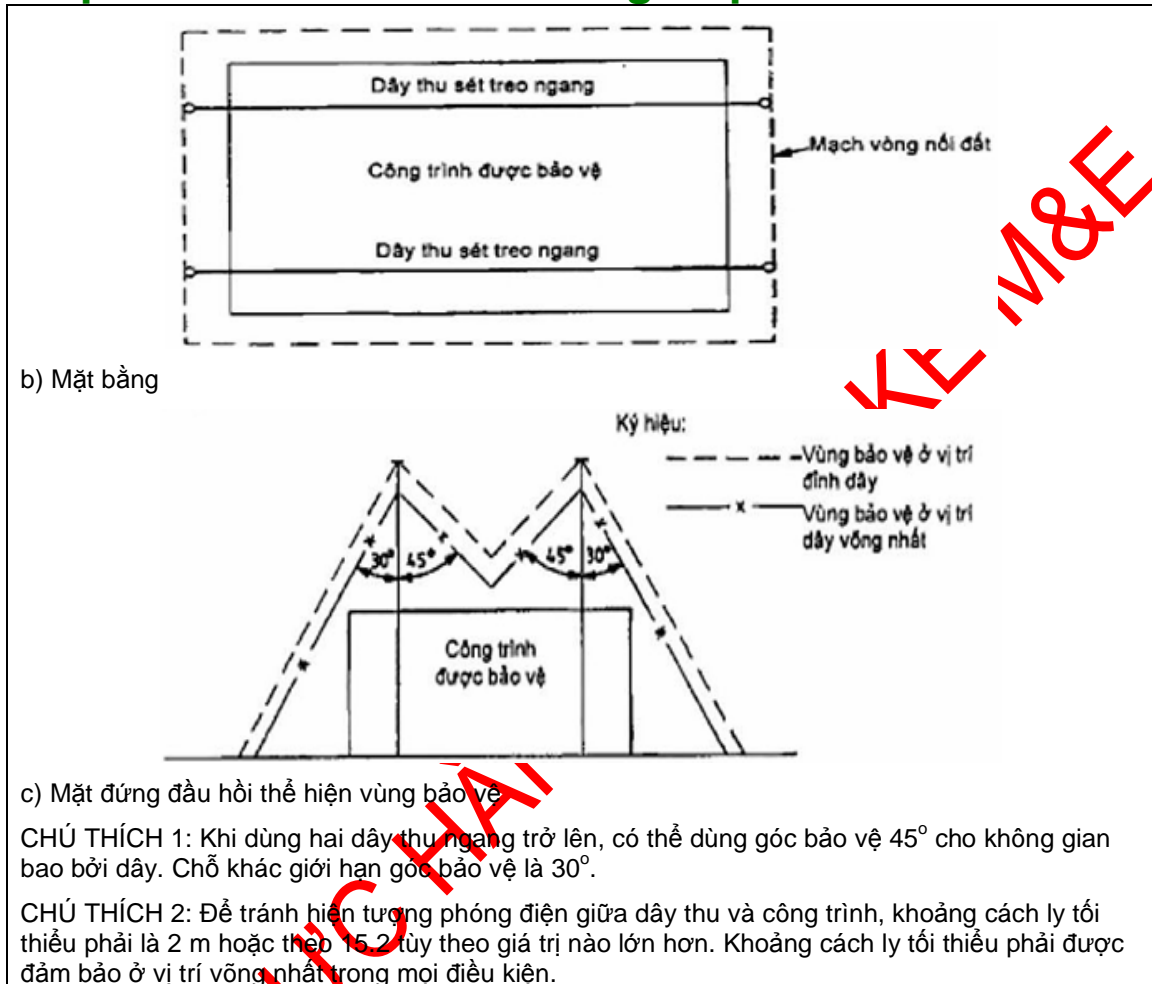 Dây thu sét treo ngang
Mạch vòng nối đất
Công trình được bảo vệ
Dây thu sét treo ngang
b) Mặt bằng
Ký hiệu:
Vùng bảo vệ ở vị trí
đỉnh dây
x
Vùng bảo vệ ở vị trí
dây võng nhất
30° 45° 45° 30°
Công trình
được bảo vệ
c) Mặt đứng đầu hồi thể hiện vùng bảo vệ
CHÚ THÍCH 1: Khi dùng hai dây thu ngang trở lên, có thể dùng góc bảo vệ 45° cho không gian
bao bởi dây. Chỗ khác giới hạn góc bảo vệ là 30°.
CHÚ THÍCH 2: Để tránh hiện tượng phóng điện giữa dây thu và công trình, khoảng cách ly tối
thiểu phải là 2 m hoặc theo 15.2 tùy theo giá trị nào lớn hơn. Khoảng cách ly tối thiểu phải được
đảm bảo ở vị trí võng nhất trong mọi điều kiện.
KẾ M&E